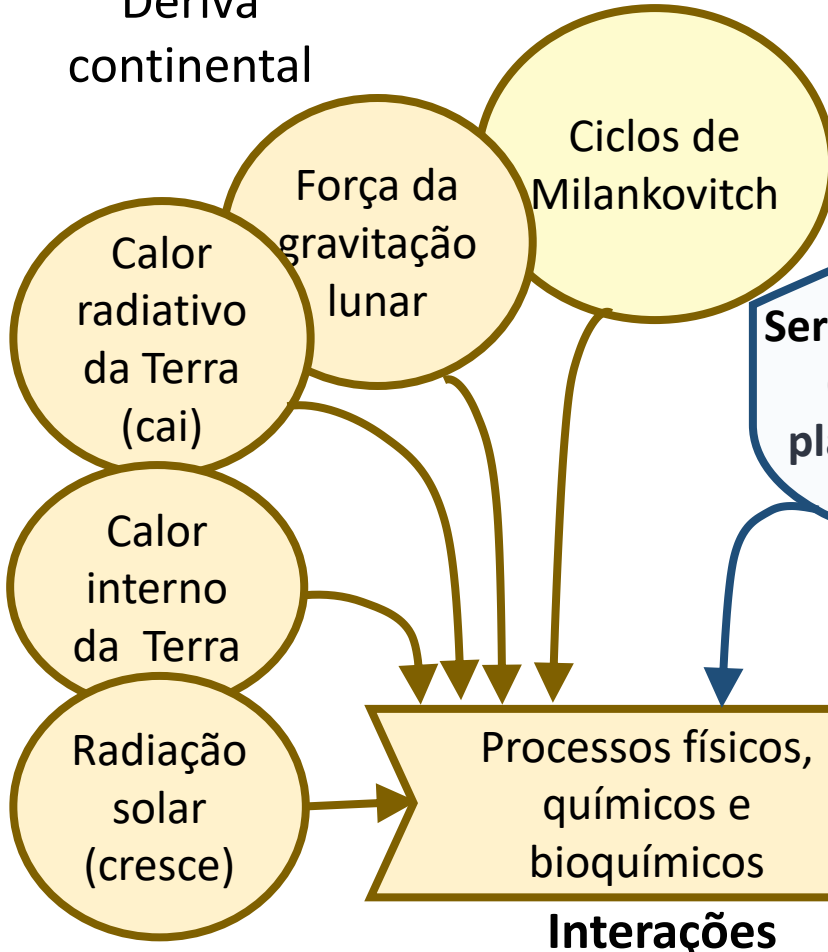 Deriva
continental
Ciclos de
Milankovitch
Força da
gravitação
lunar
Calor
radiativo
da Terra
(cai)
Calor
interno
da Terra
Radiação
solar
(cresce)
Processos físicos,
químicos e
bioquímicos
Interações